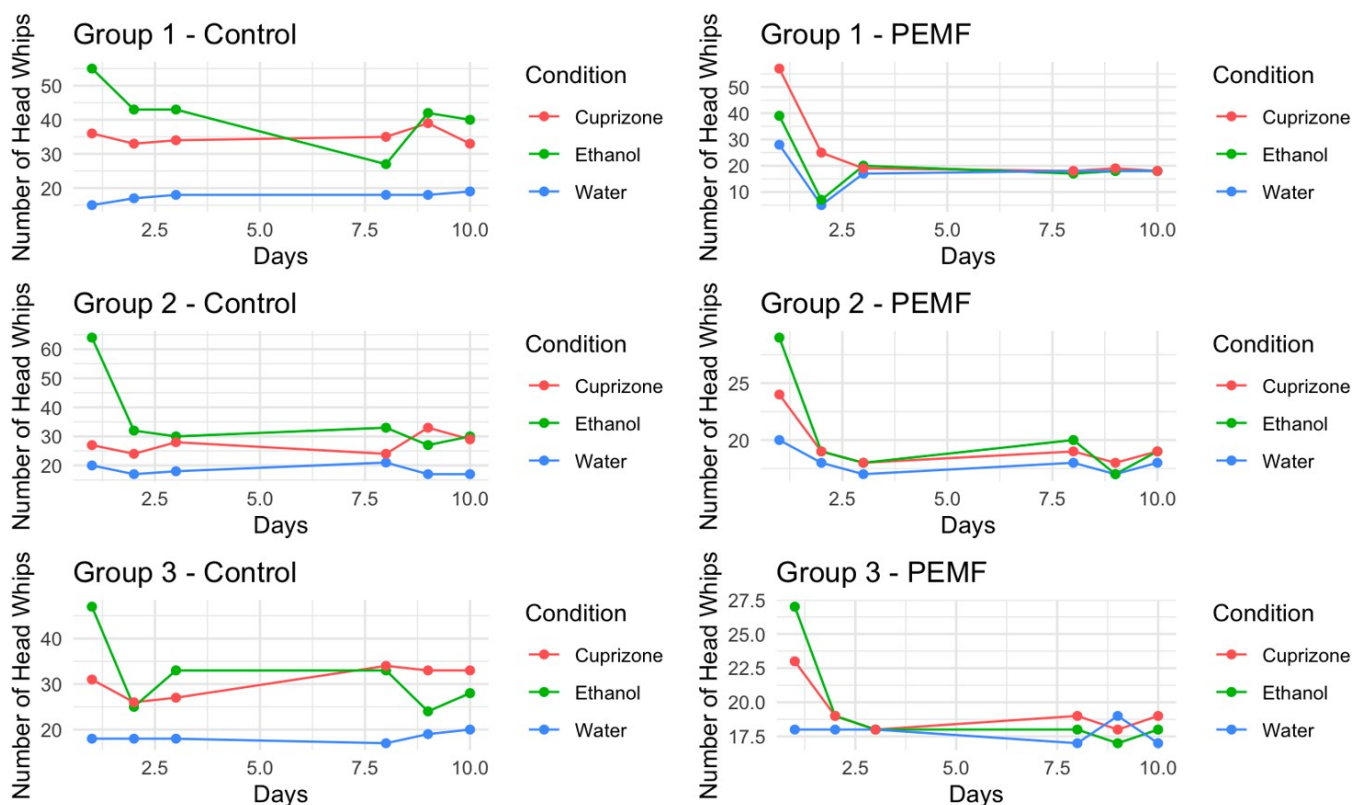 Group 1 - Control
Number of Head Whips
50
40
30
20
2.5 5.0 7.5 10.0
Days
Condition
Cuprizone
Ethanol
Water
Group 1 - PEMF
Number of Head Whips
50
40
30
20
10
2.5 5.0 7.5 10.0
Days
Condition
Cuprizone
Ethanol
Water
Group 2 - Control
Number of Head Whips
60
50
40
30
20
2.5 5.0 7.5 10.0
Days
Condition
Cuprizone
Ethanol
Water
Group 2 - PEMF
Number of Head Whips
25
20
2.5 5.0 7.5 10.0
Days
Condition
Cuprizone
Ethanol
Water
Group 3 - Control
Number of Head Whips
40
30
20
2.5 5.0 7.5 10.0
Days
Condition
Cuprizone
Ethanol
Water
Group 3 - PEMF
Number of Head Whips
27.5
25.0
22.5
20.0
17.5
2.5 5.0 7.5 10.0
Days
Condition
Cuprizone
Ethanol
Water